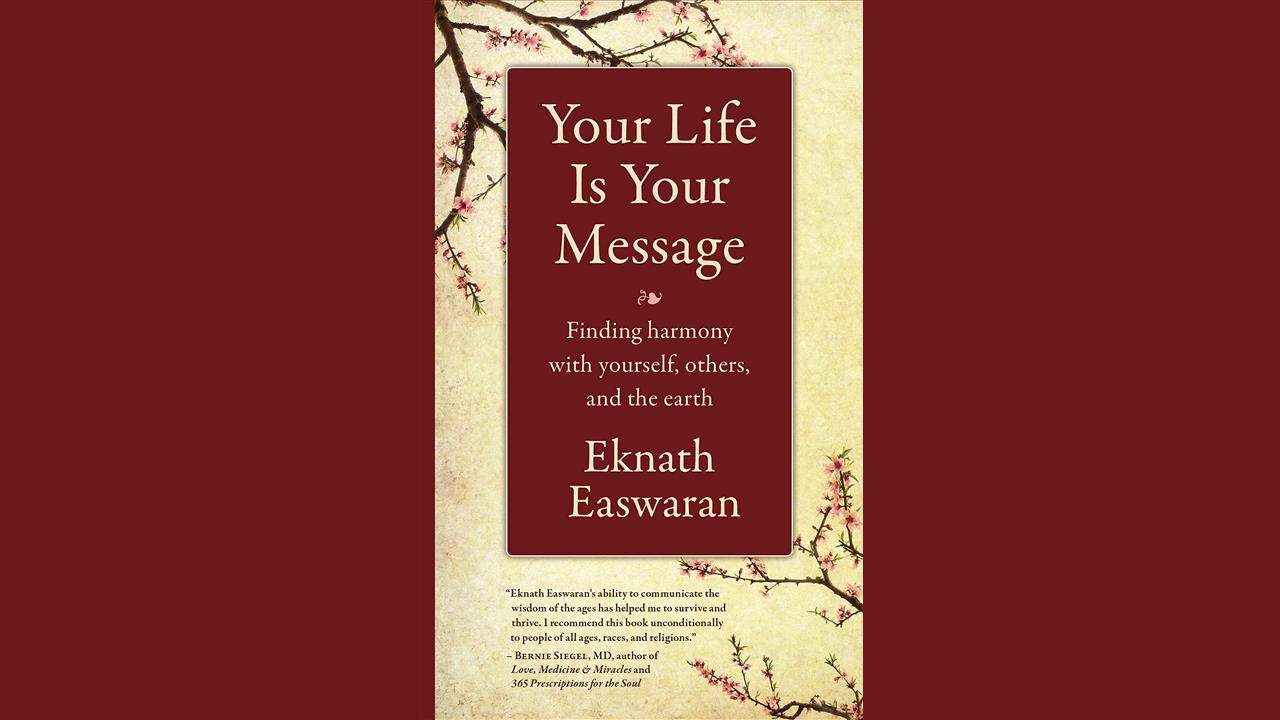 Your Life
Is Your
Message
Finding harmony
with yourself, others,
and the earth
Eknath
Easwaran
“Eknath Easwaran’s ability to communicate the
wisdom of the ages has helped me to survive and
thrive. I recommend this book unconditionally
to people of all ages, races, and religions.”
– Bernie Siegel, MD, author of
Love, Medicine & Miracles and
365 Prescriptions for the Soul